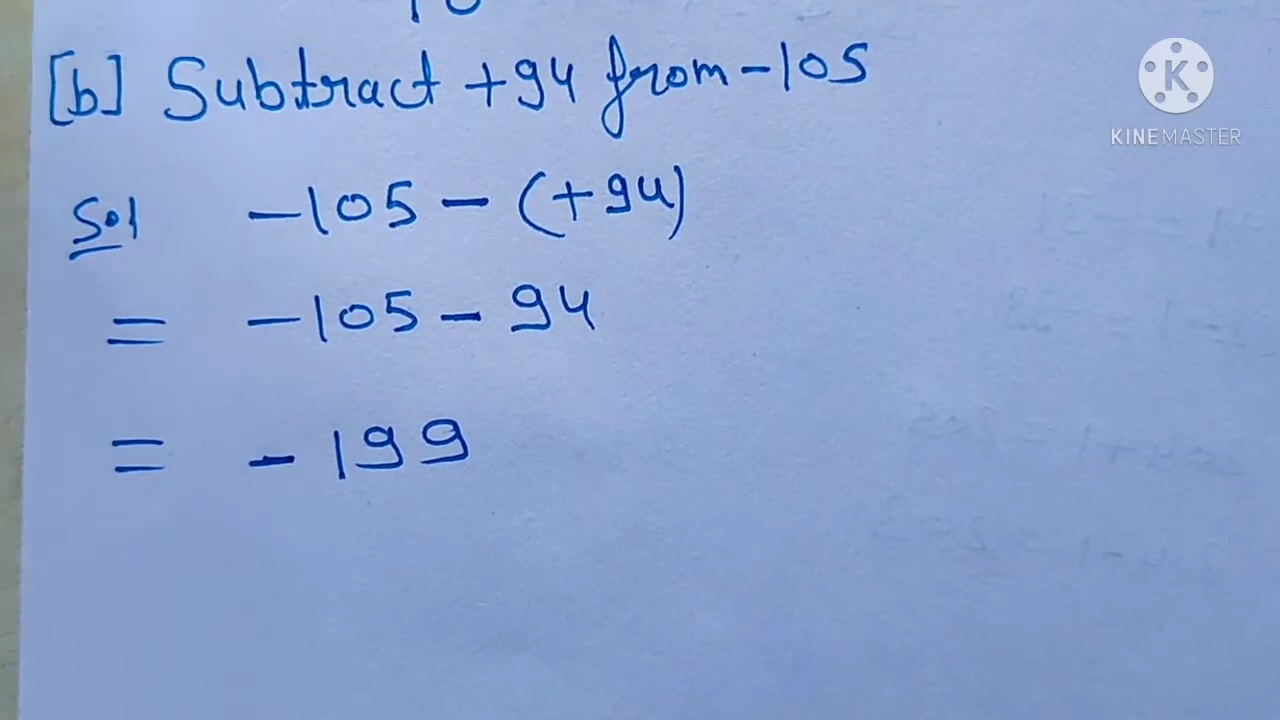 [b] Subtract +94 from -105
Sol -105 - (+94)
= -105 - 94
= -199
K
KINEMASTER